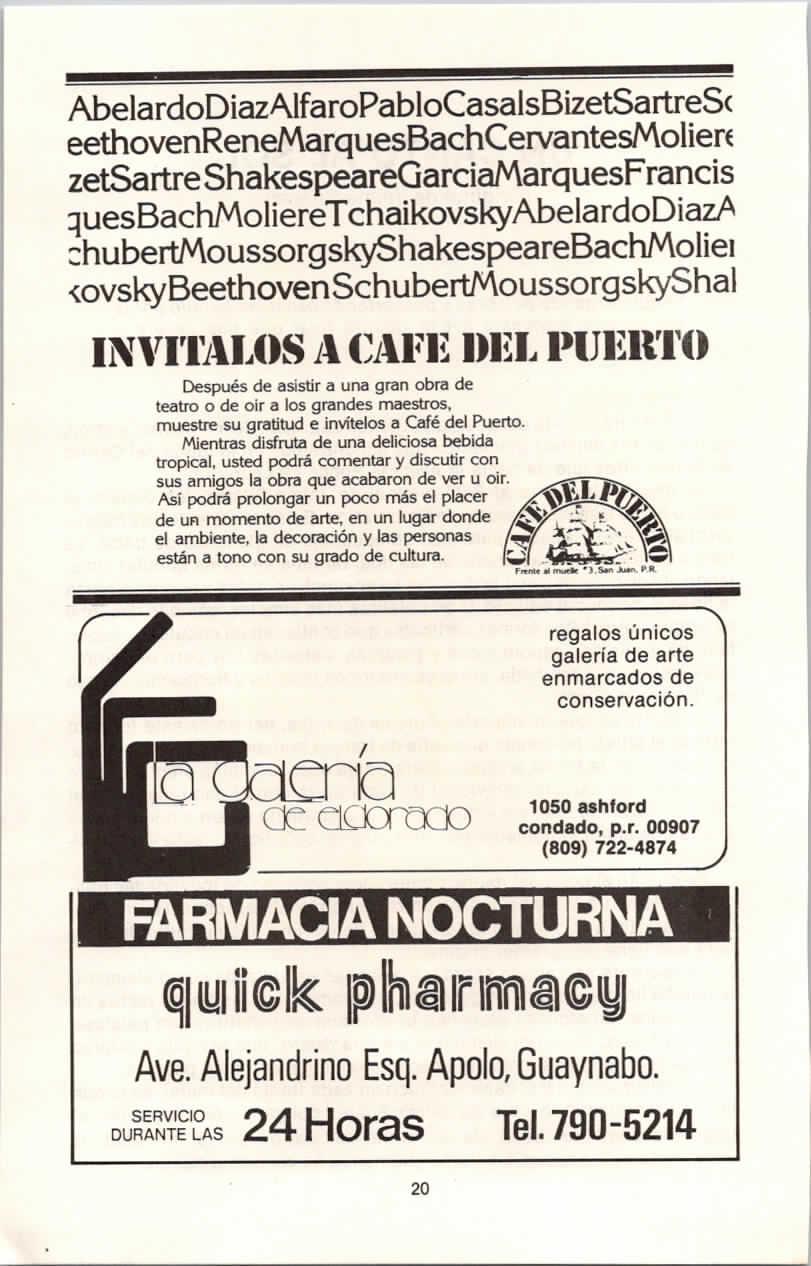 AbelardoDiazAlfaroPabloCasalsBizetSartreSc
eethovenReneMarquesBachCervantesMoliere
zetSartreShakespeareGarciaMarquesFrancis
quesBachMoliereTchaikovskyAbelardoDiazA
chubertMoussorgskyShakespeareBachMolier
kovskyBeethovenSchubertMoussorgskyShal
INVITALOS A CAFE DEL PUERTO
Después de asistir a una gran obra de
teatro o de oir a los grandes maestros,
muestre su gratitud e invítelos a Café del Puerto.
Mientras disfruta de una deliciosa bebida
tropical, usted podrá comentar y discutir con
sus amigos la obra que acabaron de ver u oir.
Así podrá prolongar un poco más el placer
de un momento de arte, en un lugar donde
el ambiente, la decoración y las personas
están a tono con su grado de cultura.
CAFE DEL PUERTO
Frente al muelle #3, San Juan, P.R.
regalos únicos
galería de arte
enmarcados de
conservación.
La Galería
de eldorado
1050 ashford
condado, p.r. 00907
(809) 722-4874
FARMACIA NOCTURNA
quick pharmacy
Ave. Alejandrino Esq. Apolo, Guaynabo.
SERVICIO
DURANTE LAS 24 Horas Tel. 790-5214
20